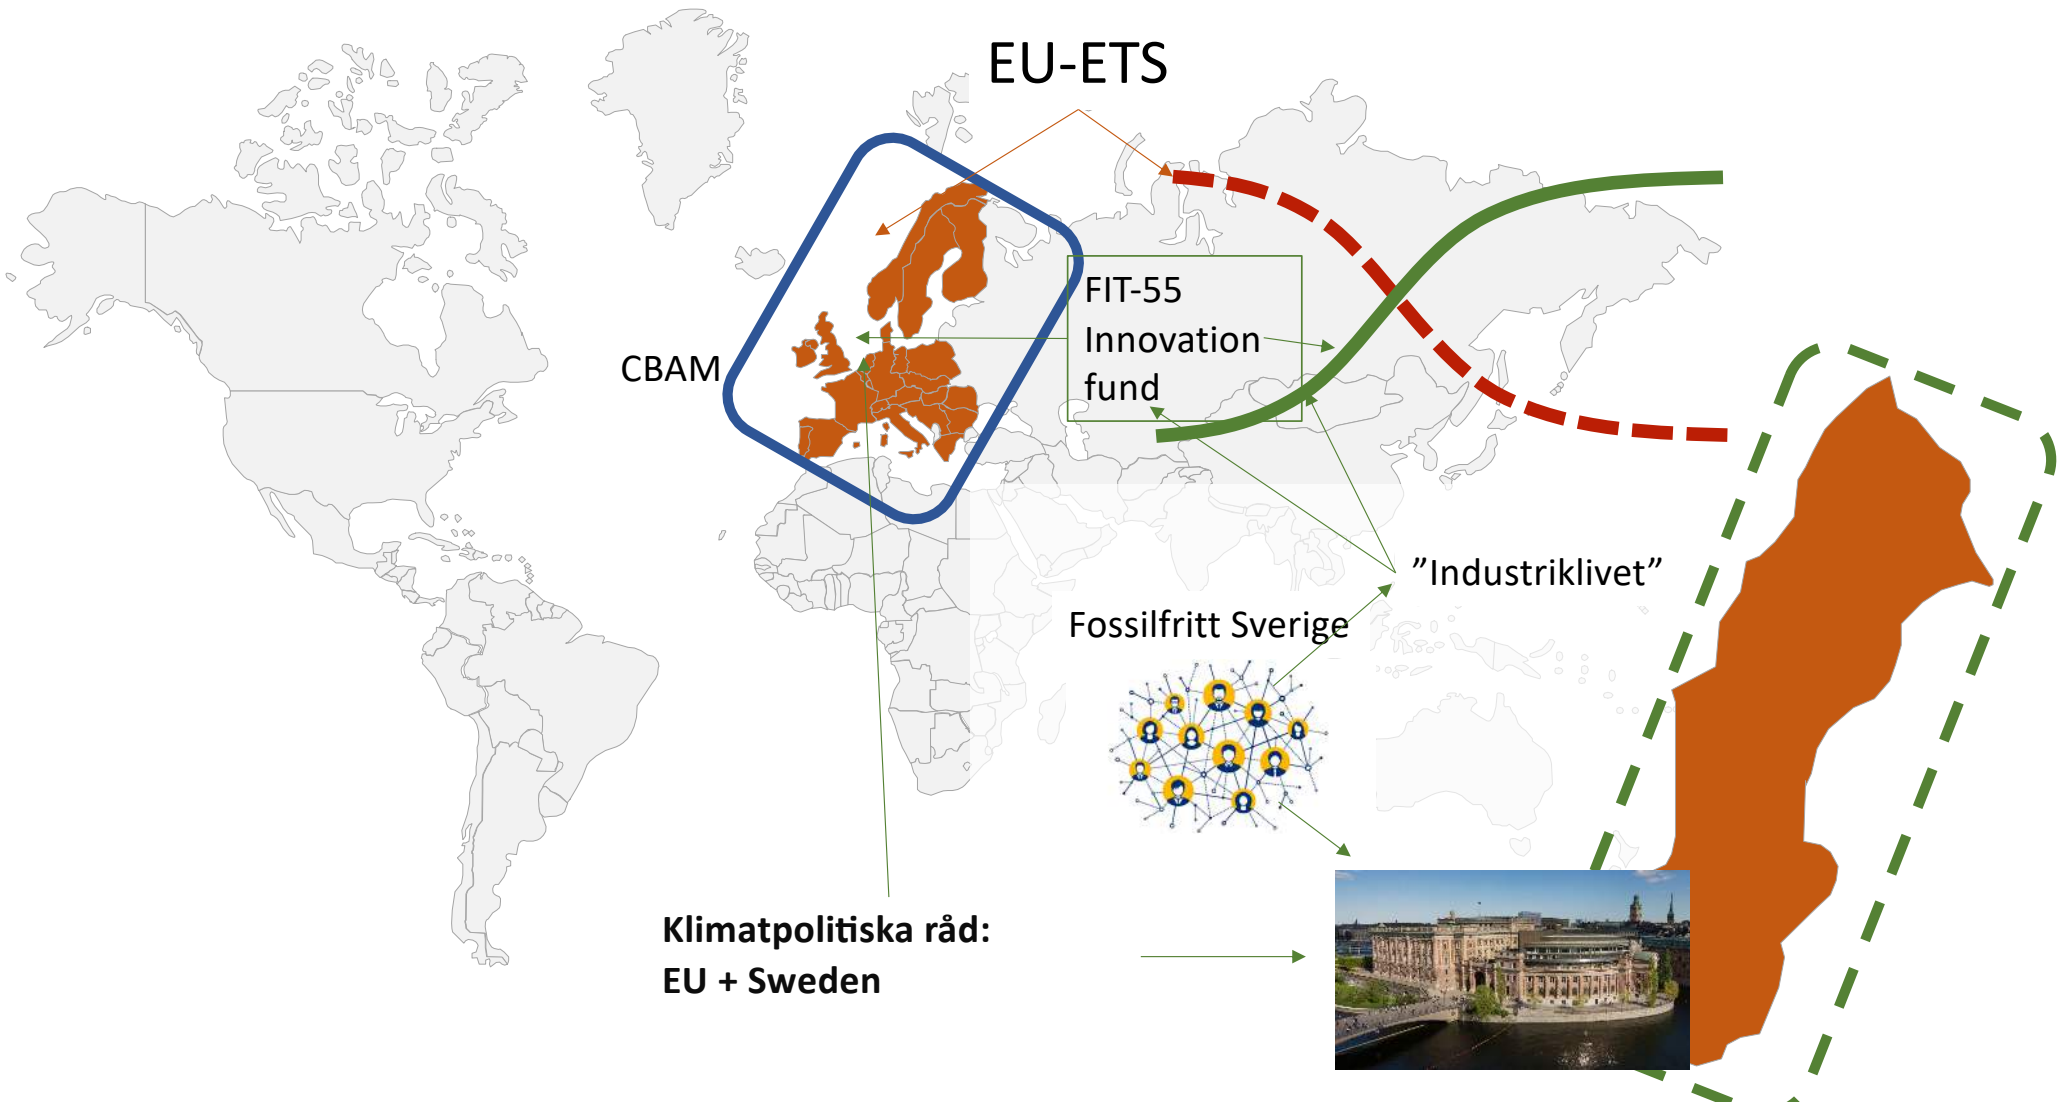 EU-ETS
FIT-55
Innovation
fund
CBAM
”Industriklivet”
Fossilfritt Sverige
Klimatpolitiska råd:
EU + Sweden